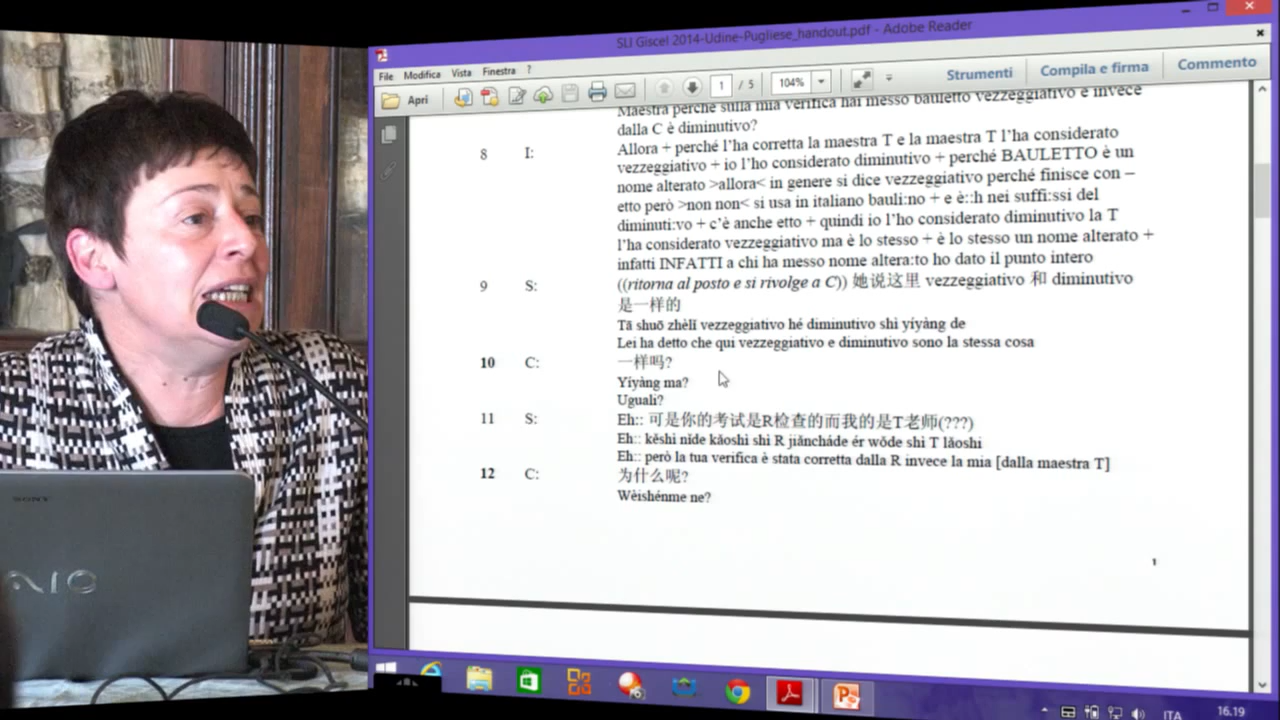 SLI Giscel 2014-Udine-Pugliese_handout.pdf - Adobe Reader
File Modifica Vista Finestra ?
Apri 1 / 5 104% Strumenti Compila e firma Commento
Maestra perché sulla mia verifica hai messo bauletto vezzeggiativo e invece
dalla C è diminutivo?
8 I: Allora + perché l'ha corretta la maestra T e la maestra T l'ha considerato
vezzeggiativo + io l'ho considerato diminutivo + perché BAULETTO è un
nome alterato >allora< in genere si dice vezzeggiativo perché finisce con –
etto però >non non< si usa in italiano bauli:no + e è::h nei suffi:ssi del
diminuti:vo + c'è anche etto + quindi io l'ho considerato diminutivo la T
l'ha considerato vezzeggiativo ma è lo stesso + è lo stesso un nome alterato +
infatti INFATTI a chi ha messo nome altera:to ho dato il punto intero
9 S: ((ritorna al posto e si rivolge a C)) 她说这里 vezzeggiativo 和 diminutivo
是一样的
Tā shuō zhèlǐ vezzeggiativo hé diminutivo shì yíyàng de
Lei ha detto che qui vezzeggiativo e diminutivo sono la stessa cosa
10 C: 一样吗?
Yíyàng ma?
Uguali?
11 S: Eh:: 可是你的考试是R检查的而我的是T老师(???)
Eh:: kěshì nǐde kǎoshì shì R jiǎncháde ér wǒde shì T lǎoshī
Eh:: però la tua verifica è stata corretta dalla R invece la mia [dalla maestra T]
12 C: 为什么呢?
Wèishénme ne?
1
SONY
VAIO
ITA 16.19